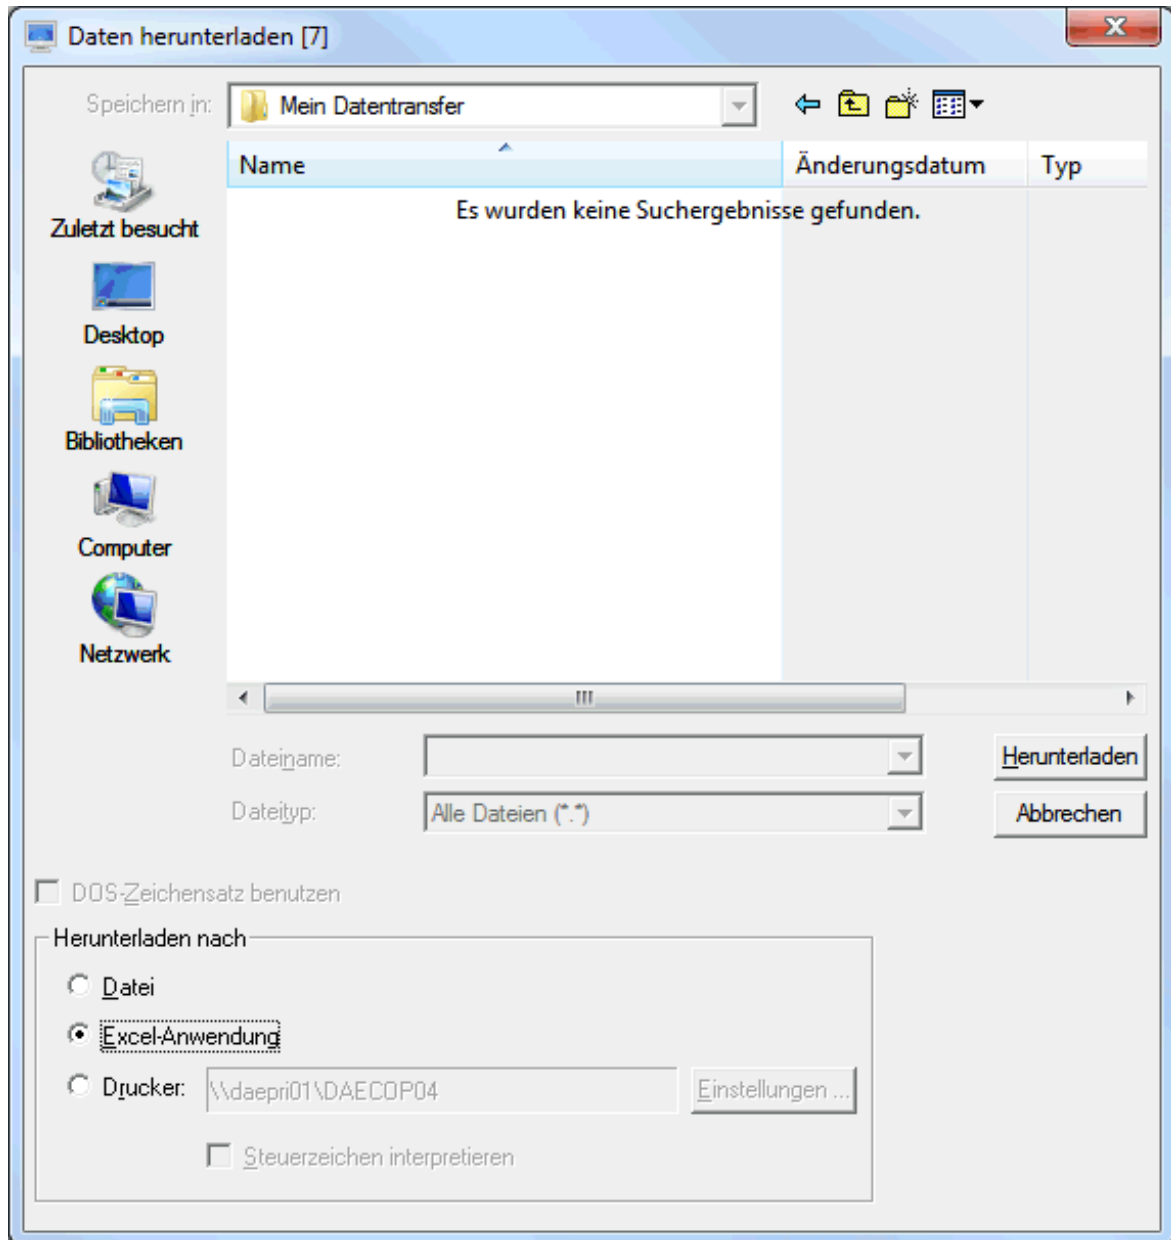 Daten herunterladen [7]
Speichern in: Mein Datentransfer
Name Änderungsdatum Typ
Es wurden keine Suchergebnisse gefunden.
Zuletzt besucht
Desktop
Bibliotheken
Computer
Netzwerk
Dateiname: Herunterladen
Dateityp: Alle Dateien (*.*) Abbrechen
DOS-Zeichensatz benutzen
Herunterladen nach
Datei
Excel-Anwendung
Drucker: \\daepri01\DAECOP04 Einstellungen ...
Steuerzeichen interpretieren